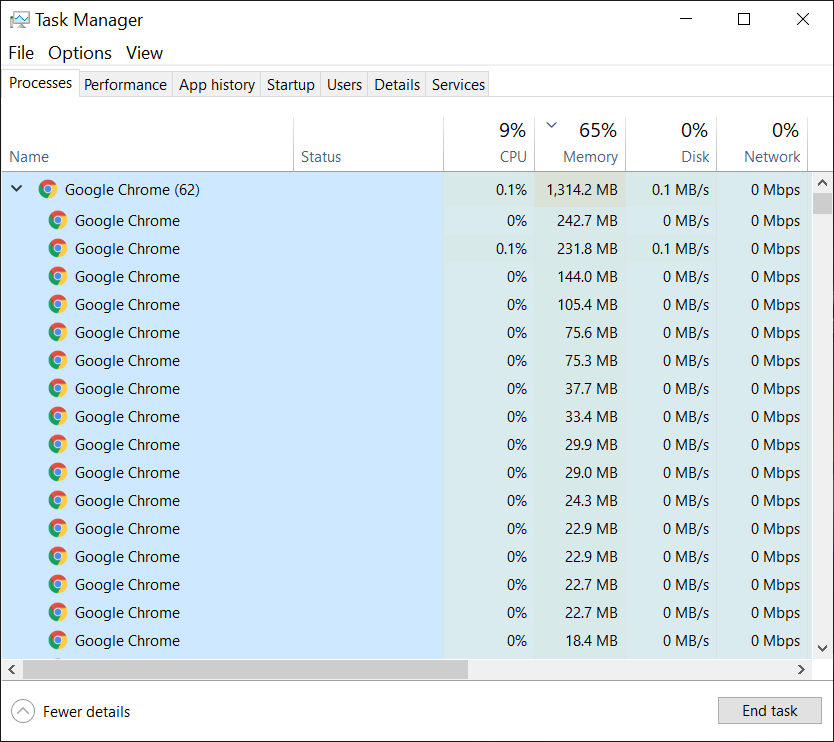 Task Manager
File Options View
Processes Performance App history Startup Users Details Services
9% 65% 0% 0%
Name Status CPU Memory Disk Network
Google Chrome (62) 0.1% 1,314.2 MB 0.1 MB/s 0 Mbps
Google Chrome 0% 242.7 MB 0 MB/s 0 Mbps
Google Chrome 0.1% 231.8 MB 0.1 MB/s 0 Mbps
Google Chrome 0% 144.0 MB 0 MB/s 0 Mbps
Google Chrome 0% 105.4 MB 0 MB/s 0 Mbps
Google Chrome 0% 75.6 MB 0 MB/s 0 Mbps
Google Chrome 0% 75.3 MB 0 MB/s 0 Mbps
Google Chrome 0% 37.7 MB 0 MB/s 0 Mbps
Google Chrome 0% 33.4 MB 0 MB/s 0 Mbps
Google Chrome 0% 29.9 MB 0 MB/s 0 Mbps
Google Chrome 0% 29.0 MB 0 MB/s 0 Mbps
Google Chrome 0% 24.3 MB 0 MB/s 0 Mbps
Google Chrome 0% 22.9 MB 0 MB/s 0 Mbps
Google Chrome 0% 22.9 MB 0 MB/s 0 Mbps
Google Chrome 0% 22.7 MB 0 MB/s 0 Mbps
Google Chrome 0% 22.7 MB 0 MB/s 0 Mbps
Google Chrome 0% 18.4 MB 0 MB/s 0 Mbps
Fewer details End task